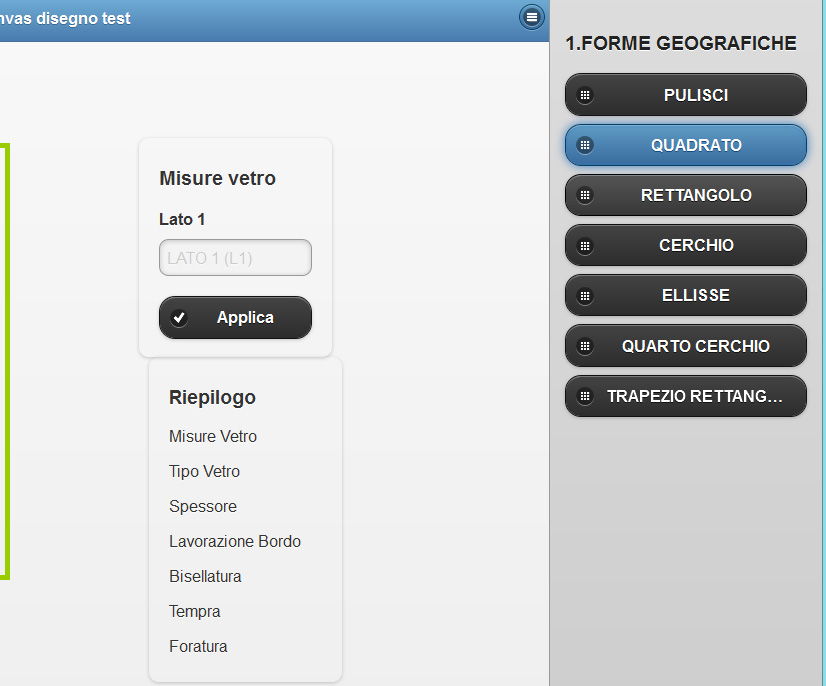 nvas disegno test
Misure vetro
Lato 1
LATO 1 (L1)
Applica
Riepilogo
Misure Vetro
Tipo Vetro
Spessore
Lavorazione Bordo
Bisellatura
Tempra
Foratura
1.FORME GEOGRAFICHE
PULISCI
QUADRATO
RETTANGOLO
CERCHIO
ELLISSE
QUARTO CERCHIO
TRAPEZIO RETTANG...